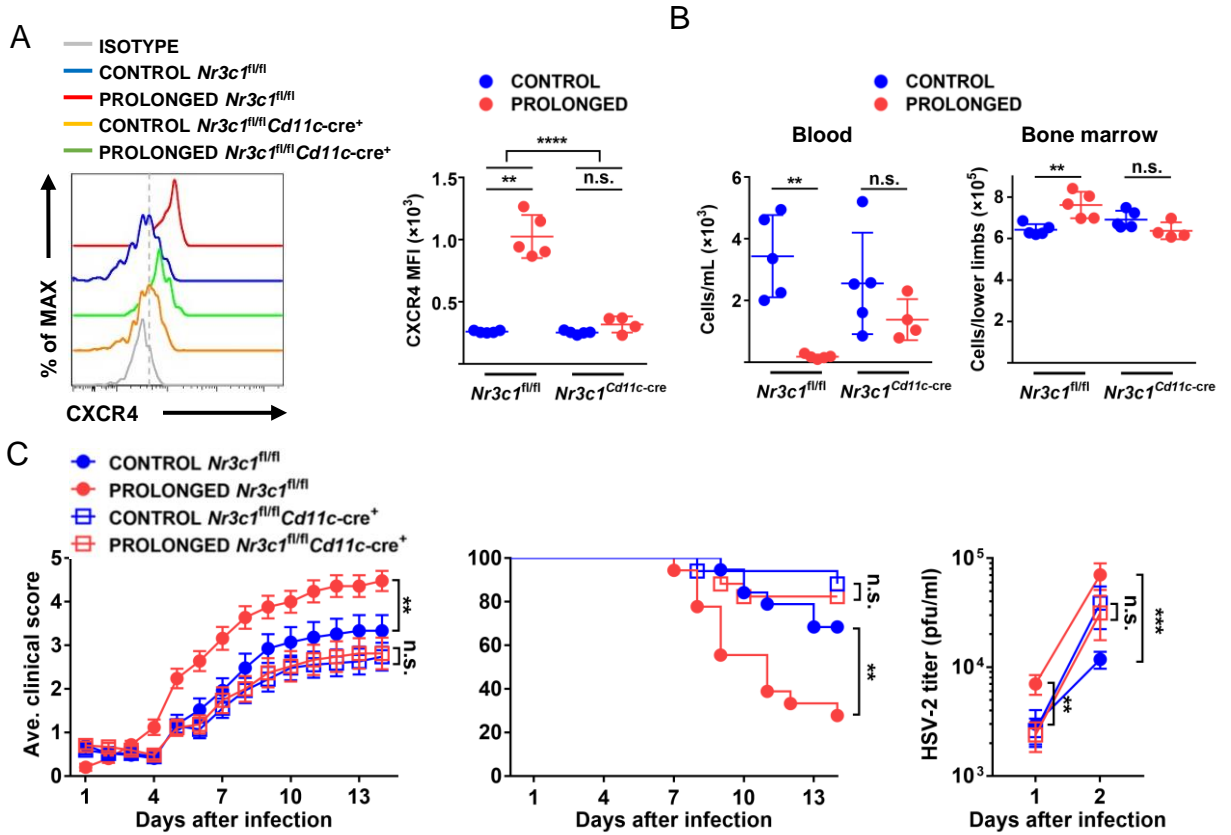 A
ISOTYPE
CONTROL Nr3c1fl/fl
PROLONGED Nr3c1fl/fl
CONTROL Nr3c1fl/flCd11c-cre+
PROLONGED Nr3c1fl/flCd11c-cre+
% of MAX
CXCR4
CONTROL
PROLONGED
****
**
n.s.
CXCR4 MFI (×10³)
1.5
1.0
0.5
Nr3c1fl/fl
Nr3c1Cd11c-cre
B
CONTROL
PROLONGED
Blood
**
n.s.
Cells/mL (×10³)
6
4
2
0
Nr3c1fl/fl
Nr3c1Cd11c-cre
Bone marrow
**
n.s.
Cells/lower limbs (×10⁵)
9
6
3
0
Nr3c1fl/fl
Nr3c1Cd11c-cre
C
CONTROL Nr3c1fl/fl
PROLONGED Nr3c1fl/fl
CONTROL Nr3c1fl/flCd11c-cre+
PROLONGED Nr3c1fl/flCd11c-cre+
Ave. clinical score
5
4
3
2
1
0
**
n.s.
1 4 7 10 13
Days after infection
100
80
60
40
20
0
n.s.
**
1 4 7 10 13
Days after infection
HSV-2 titer (pfu/ml)
10⁵
10⁴
10³
**
n.s.
***
1 2
Days after infection